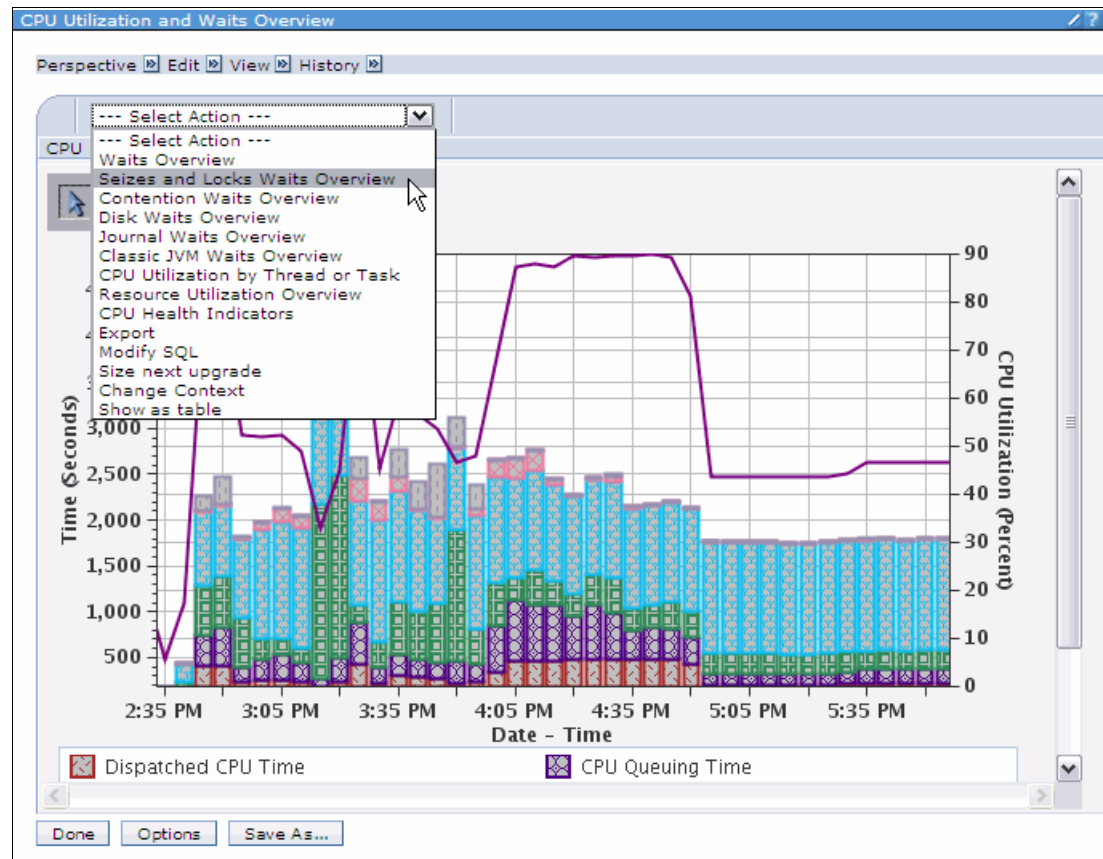 CPU Utilization and Waits Overview
Perspective Edit View History
--- Select Action ---
CPU
--- Select Action ---
Waits Overview
Seizes and Locks Waits Overview
Contention Waits Overview
Disk Waits Overview
Journal Waits Overview
Classic JVM Waits Overview
CPU Utilization by Thread or Task
Resource Utilization Overview
CPU Health Indicators
Export
Modify SQL
Size next upgrade
Change Context
Show as table
3,000
2,500
2,000
1,500
1,000
500
Time (Seconds)
90
80
70
60
50
40
30
20
10
0
CPU Utilization (Percent)
2:35 PM 3:05 PM 3:35 PM 4:05 PM 4:35 PM 5:05 PM 5:35 PM
Date - Time
Dispatched CPU Time CPU Queuing Time
Done Options Save As...